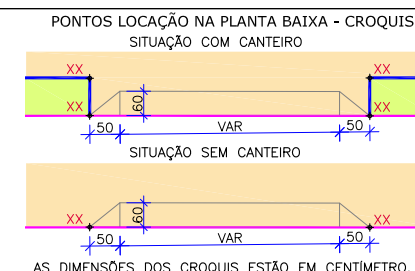 PONTOS LOCAÇÃO NA PLANTA BAIXA - CROQUIS
SITUAÇÃO COM CANTEIRO
XX XX
60
XX XX
50 VAR 50
SITUAÇÃO SEM CANTEIRO
60
XX XX
50 VAR 50
AS DIMENSÕES DOS CROQUIS ESTÃO EM CENTÍMETRO